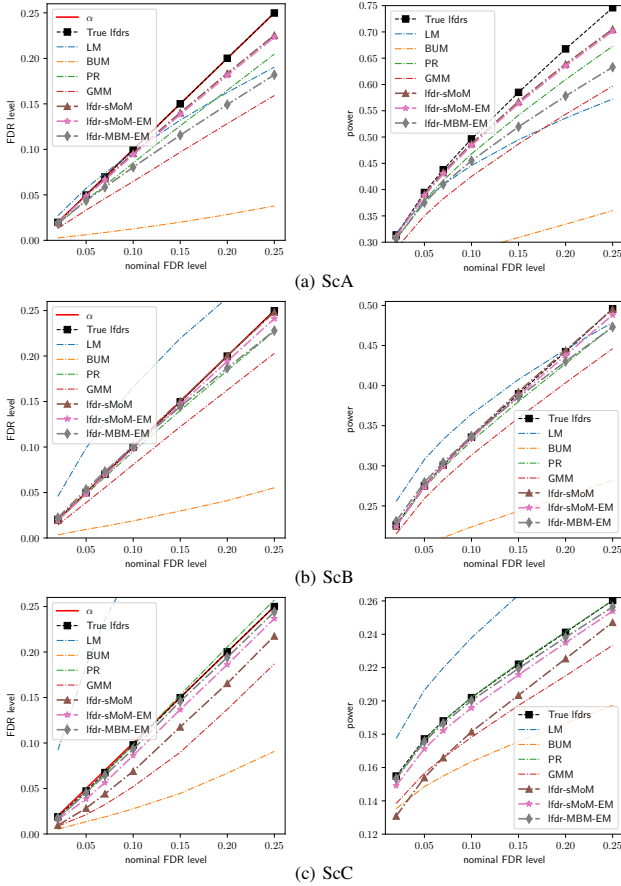 0.25
0.20
0.15
0.10
0.05
0.00
FDR level
α
True lfdrs
LM
BUM
PR
GMM
lfdr-sMoM
lfdr-sMoM-EM
lfdr-MBM-EM
0.05 0.10 0.15 0.20 0.25
nominal FDR level
0.75
0.70
0.65
0.60
0.55
0.50
0.45
0.40
0.35
0.30
power
True lfdrs
LM
BUM
PR
GMM
lfdr-sMoM
lfdr-sMoM-EM
lfdr-MBM-EM
0.05 0.10 0.15 0.20 0.25
nominal FDR level
(a) ScA
0.25
0.20
0.15
0.10
0.05
0.00
FDR level
α
True lfdrs
LM
BUM
PR
GMM
lfdr-sMoM
lfdr-sMoM-EM
lfdr-MBM-EM
0.05 0.10 0.15 0.20 0.25
nominal FDR level
0.50
0.45
0.40
0.35
0.30
0.25
power
True lfdrs
LM
BUM
PR
GMM
lfdr-sMoM
lfdr-sMoM-EM
lfdr-MBM-EM
0.05 0.10 0.15 0.20 0.25
nominal FDR level
(b) ScB
0.25
0.20
0.15
0.10
0.05
0.00
FDR level
α
True lfdrs
LM
BUM
PR
GMM
lfdr-sMoM
lfdr-sMoM-EM
lfdr-MBM-EM
0.05 0.10 0.15 0.20 0.25
nominal FDR level
0.26
0.24
0.22
0.20
0.18
0.16
0.14
0.12
power
True lfdrs
LM
BUM
PR
GMM
lfdr-sMoM
lfdr-sMoM-EM
lfdr-MBM-EM
0.05 0.10 0.15 0.20 0.25
nominal FDR level
(c) ScC